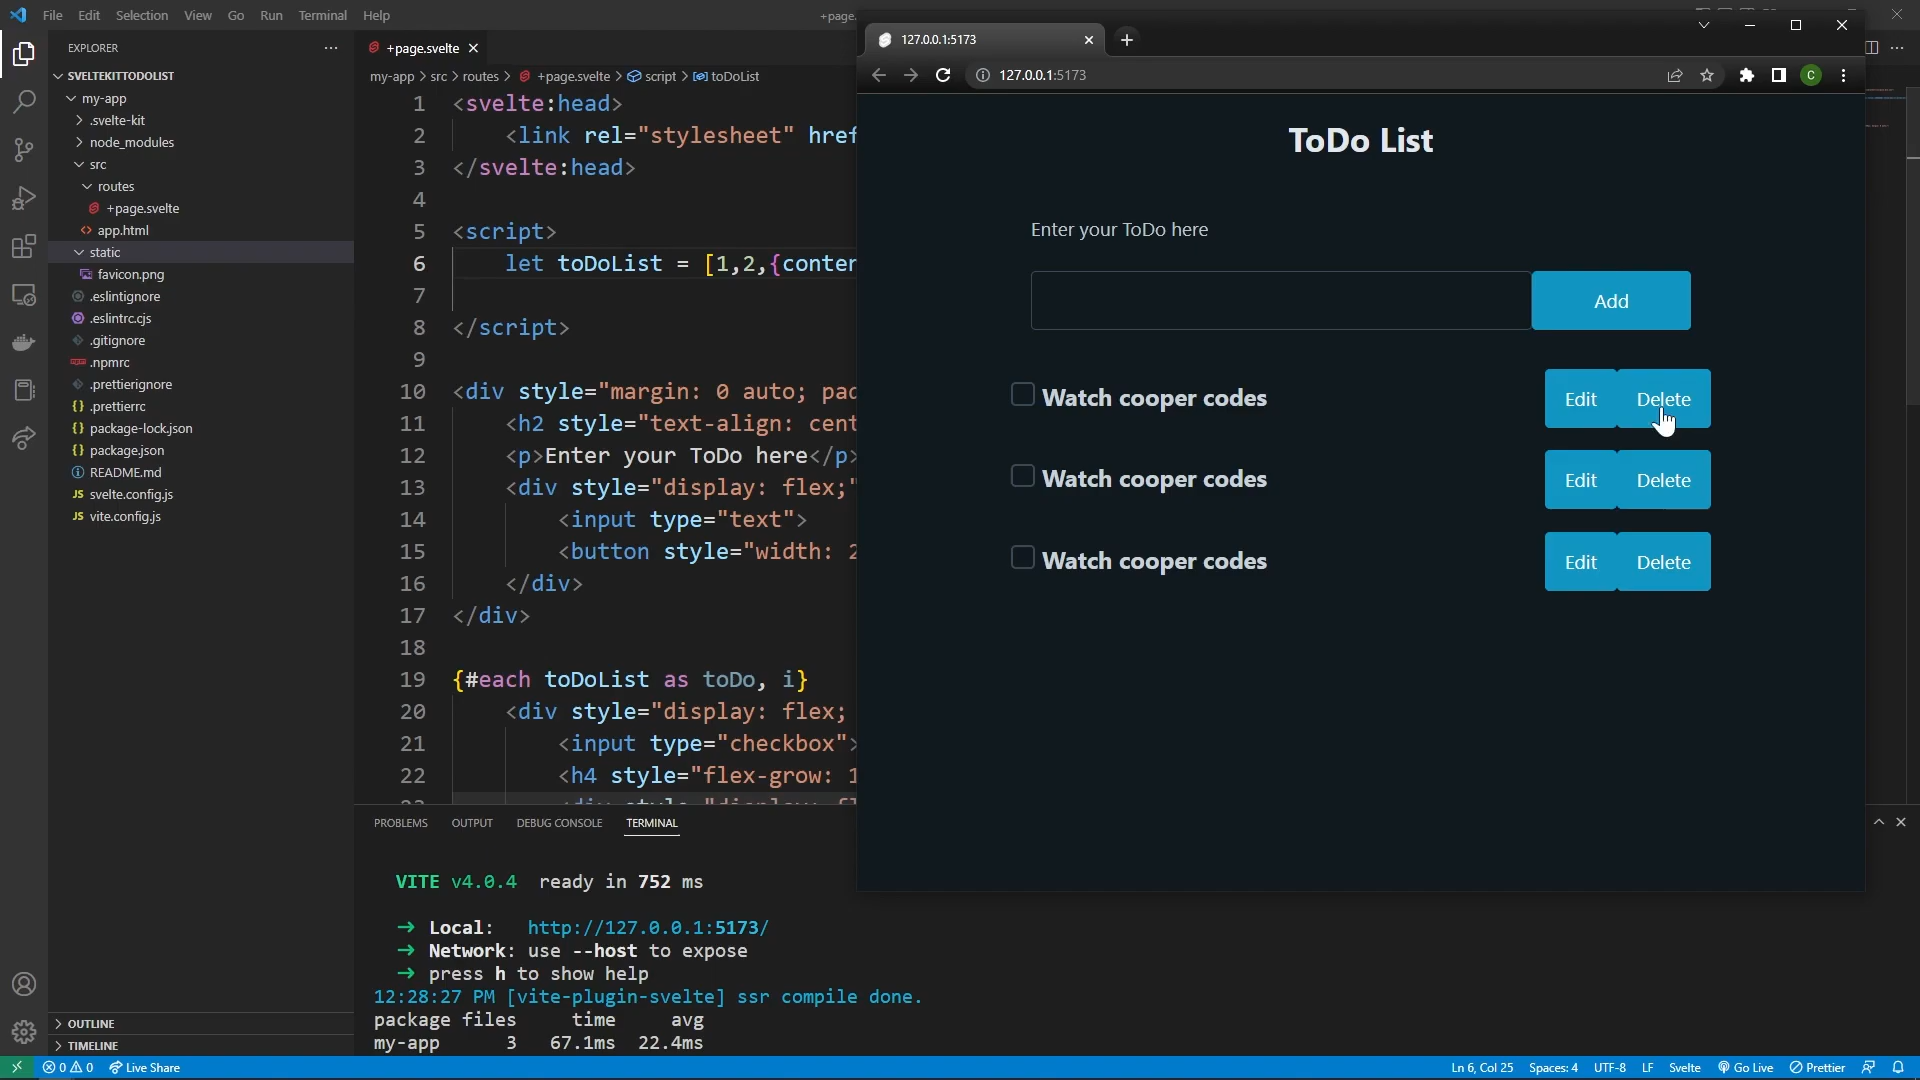 File Edit Selection View Go Run Terminal Help
+page.
EXPLORER
SVELTEKITTODOLIST
my-app
.svelte-kit
node_modules
src
routes
+page.svelte
app.html
static
favicon.png
.eslintignore
.eslintrc.cjs
.gitignore
.npmrc
.prettierignore
.prettierrc
package-lock.json
package.json
README.md
JS svelte.config.js
JS vite.config.js
OUTLINE
TIMELINE
+page.svelte
my-app > src > routes > +page.svelte > script > toDoList
1 <svelte:head>
2 <link rel="stylesheet" href
3 </svelte:head>
4
5 <script>
6 let toDoList = [1,2,{conten
7
8 </script>
9
10 <div style="margin: 0 auto; pad
11 <h2 style="text-align: cent
12 <p>Enter your ToDo here</p>
13 <div style="display: flex;"
14 <input type="text">
15 <button style="width: 2
16 </div>
17 </div>
18
19 {#each toDoList as toDo, i}
20 <div style="display: flex;
21 <input type="checkbox">
22 <h4 style="flex-grow: 1
127.0.0.1:5173
127.0.0.1:5173
C
ToDo List
Enter your ToDo here
Add
Watch cooper codes Edit Delete
Watch cooper codes Edit Delete
Watch cooper codes Edit Delete
PROBLEMS OUTPUT DEBUG CONSOLE TERMINAL
VITE v4.0.4 ready in 752 ms
➜ Local: http://127.0.0.1:5173/
➜ Network: use --host to expose
➜ press h to show help
12:28:27 PM [vite-plugin-svelte] ssr compile done.
package files time avg
my-app 3 67.1ms 22.4ms
0 0 Live Share
Ln 6, Col 25 Spaces: 4 UTF-8 LF Svelte Go Live Prettier